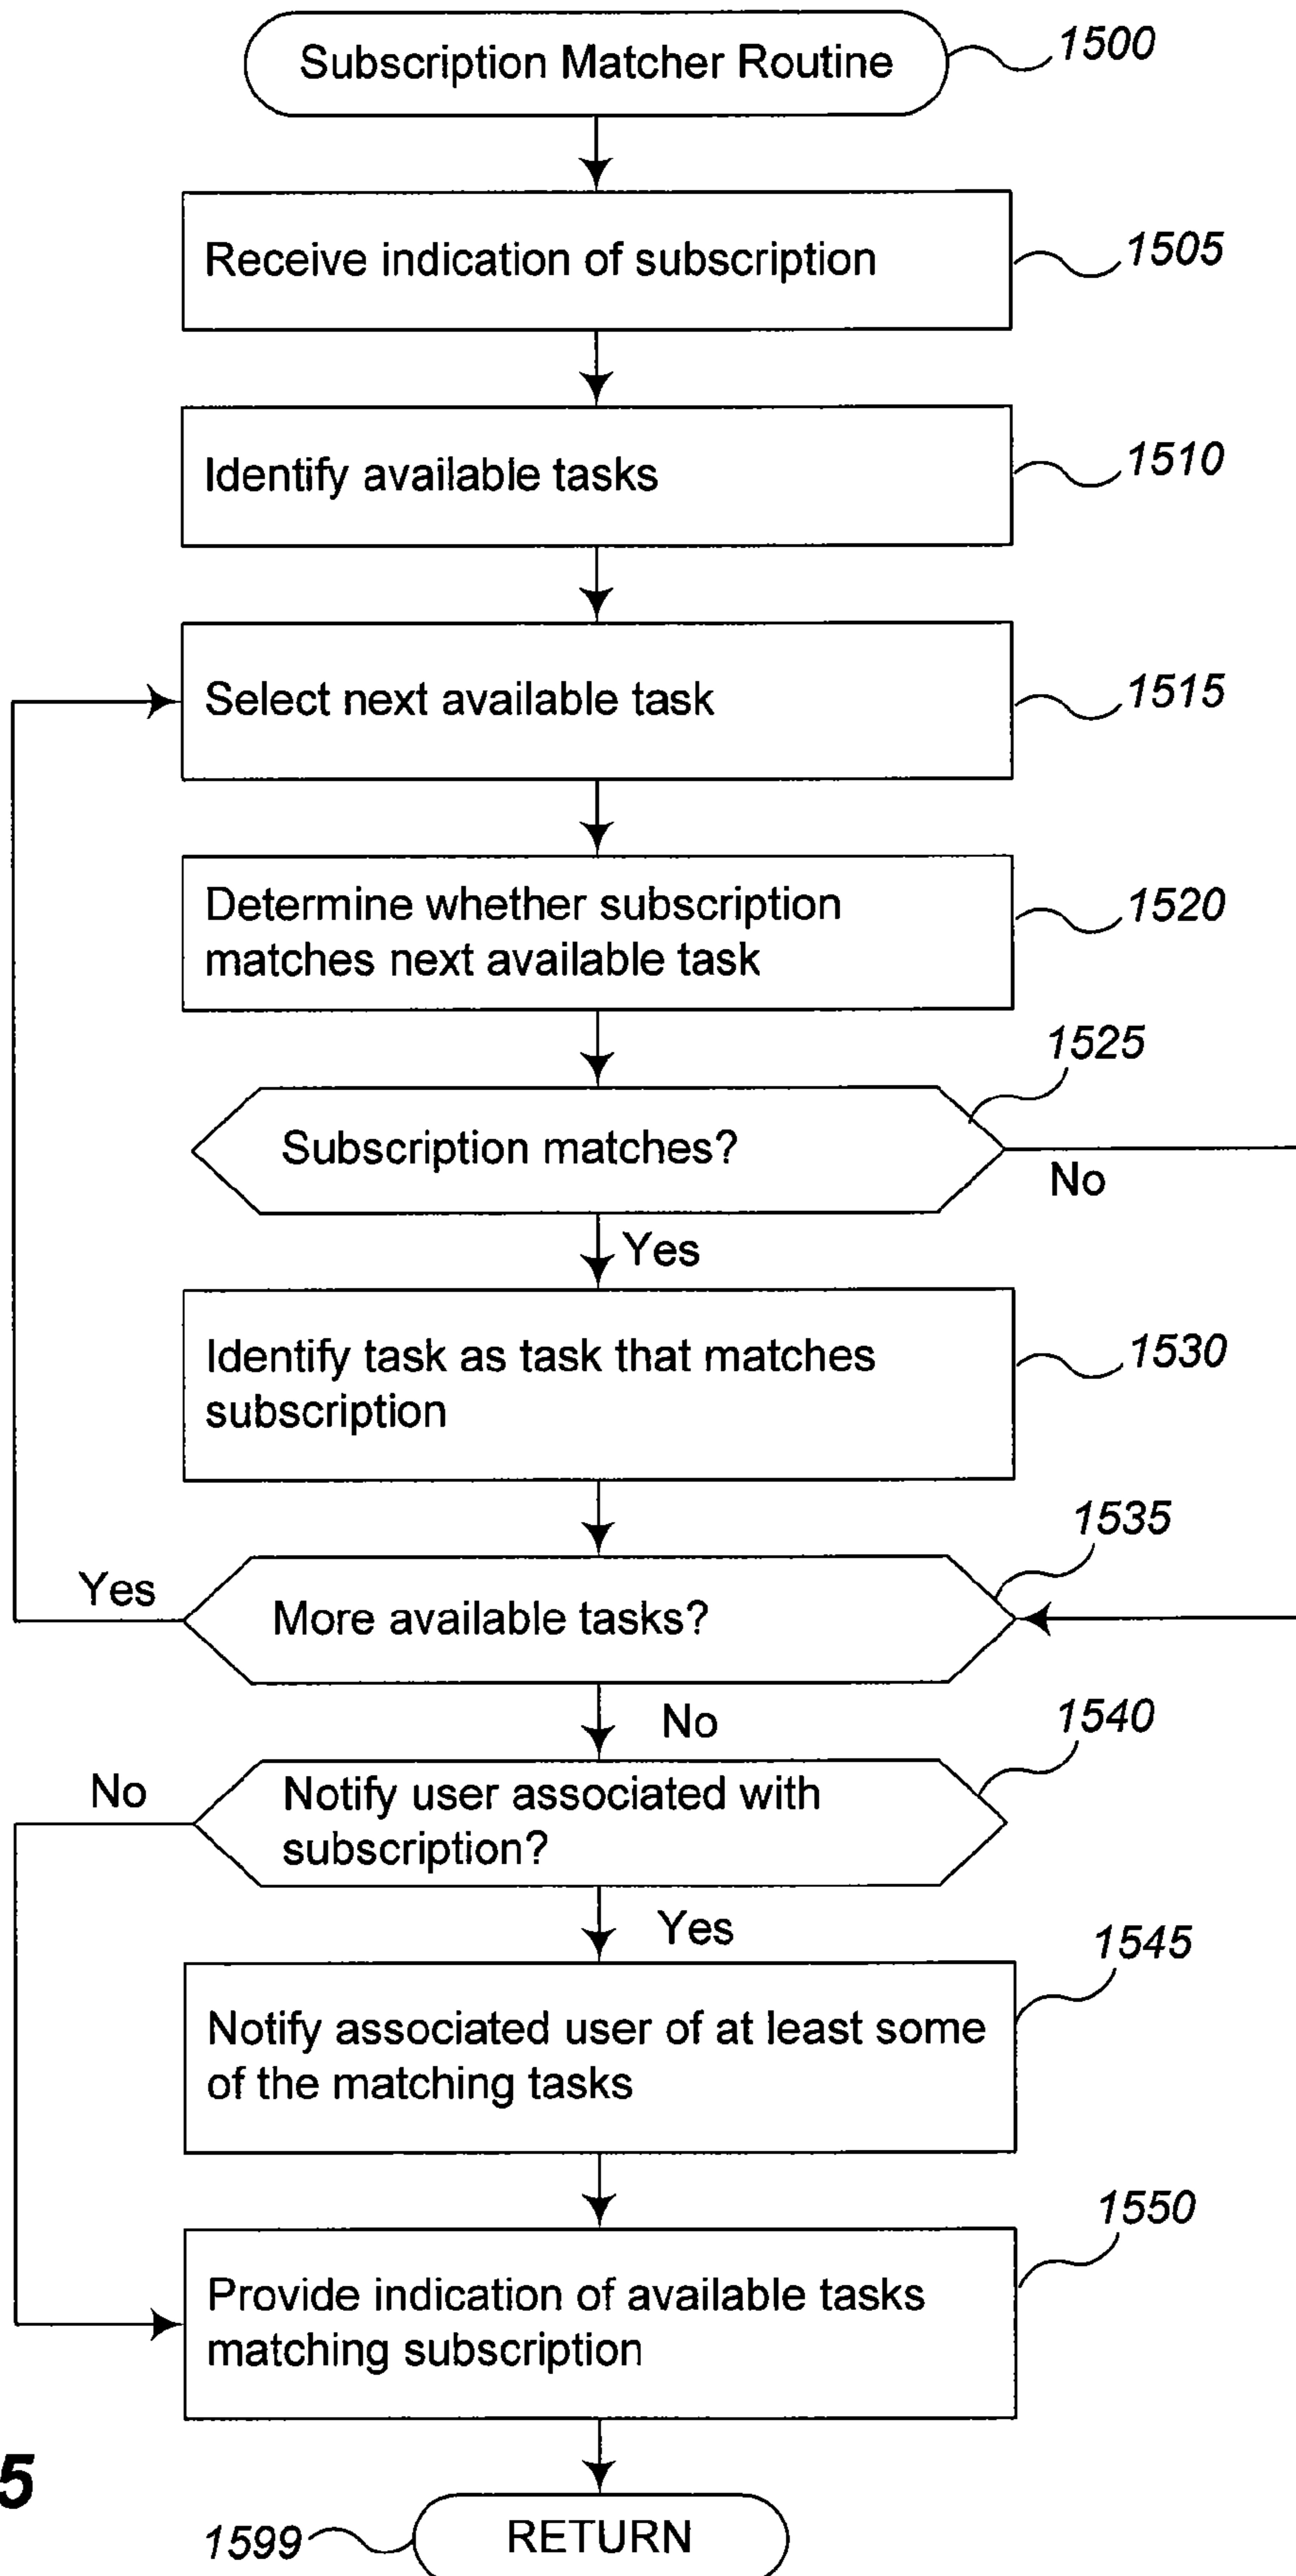 Subscription Matcher Routine
1500
Receive indication of subscription
1505
Identify available tasks
1510
Select next available task
1515
Determine whether subscription
matches next available task
1520
1525
Subscription matches?
No
Yes
Identify task as task that matches
subscription
1530
1535
Yes
More available tasks?
No
1540
No
Notify user associated with
subscription?
Yes
1545
Notify associated user of at least some
of the matching tasks
1550
Provide indication of available tasks
matching subscription
5
1599
RETURN